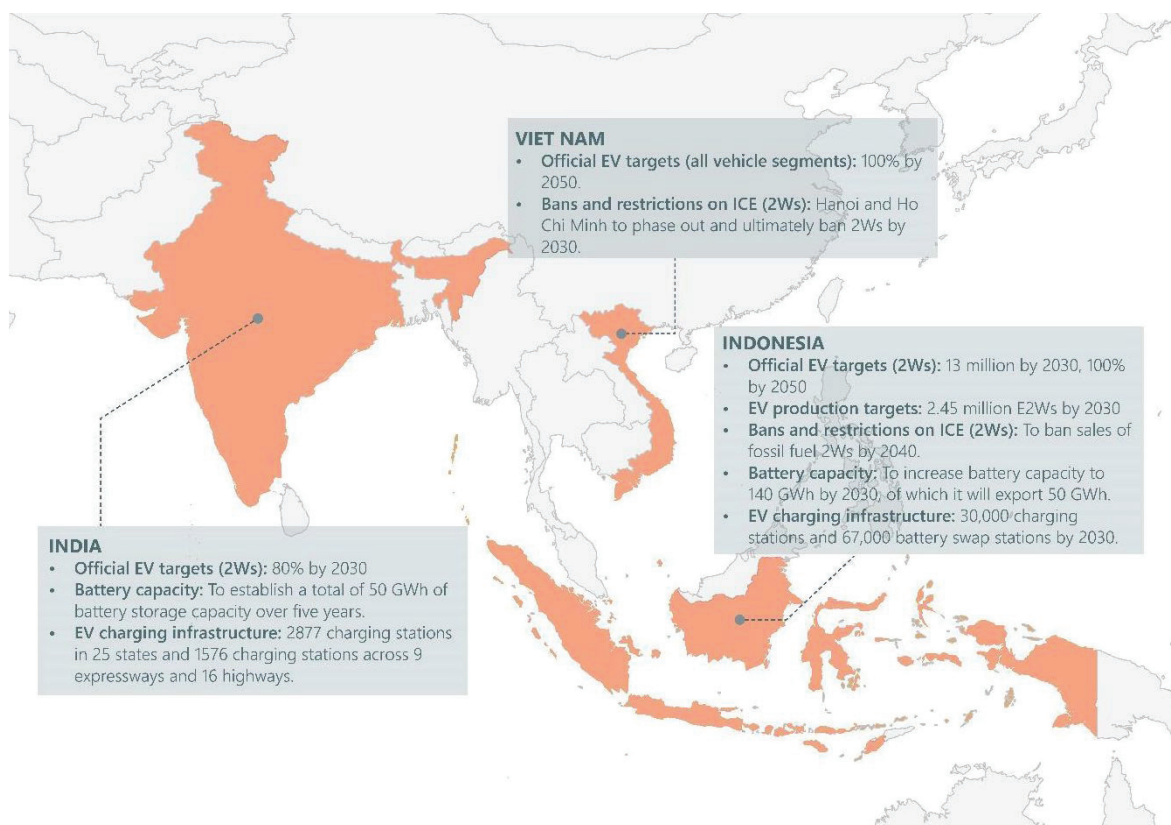 VIET NAM
• Official EV targets (all vehicle segments): 100% by
2050.
• Bans and restrictions on ICE (2Ws): Hanoi and Ho
Chi Minh to phase out and ultimately ban 2Ws by
2030.
INDONESIA
• Official EV targets (2Ws): 13 million by 2030, 100%
by 2050
• EV production targets: 2.45 million E2Ws by 2030
• Bans and restrictions on ICE (2Ws): To ban sales of
fossil fuel 2Ws by 2040.
• Battery capacity: To increase battery capacity to
140 GWh by 2030, of which it will export 50 GWh.
• EV charging infrastructure: 30,000 charging
stations and 67,000 battery swap stations by 2030.
INDIA
• Official EV targets (2Ws): 80% by 2030
• Battery capacity: To establish a total of 50 GWh of
battery storage capacity over five years.
• EV charging infrastructure: 2877 charging stations
in 25 states and 1576 charging stations across 9
expressways and 16 highways.